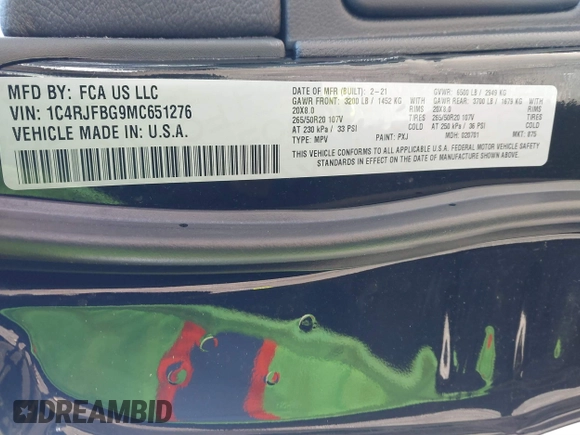 MFD BY: FCA US LLC
VIN: 1C4RJFBG9MC651276
VEHICLE MADE IN: U.S.A.
DATE OF MFR (BUILT): 2-21 GVWR: 6500 LB / 2949 KG
GAWR FRONT: 3200 LB / 1452 KG GAWR REAR: 3700 LB / 1678 KG
20X8.0 RIMS 20X8.0 RIMS
265/50R20 107V TIRES 265/50R20 107V TIRES
AT 230 kPa / 33 PSI COLD AT 250 kPa / 36 PSI COLD
TYPE: MPV PAINT: PXJ MDH: 020701 MKT: 875
THIS VEHICLE CONFORMS TO ALL APPLICABLE U.S.A. FEDERAL MOTOR VEHICLE SAFETY
STANDARDS IN EFFECT ON THE DATE OF MANUFACTURE SHOWN ABOVE.
DREAMBID